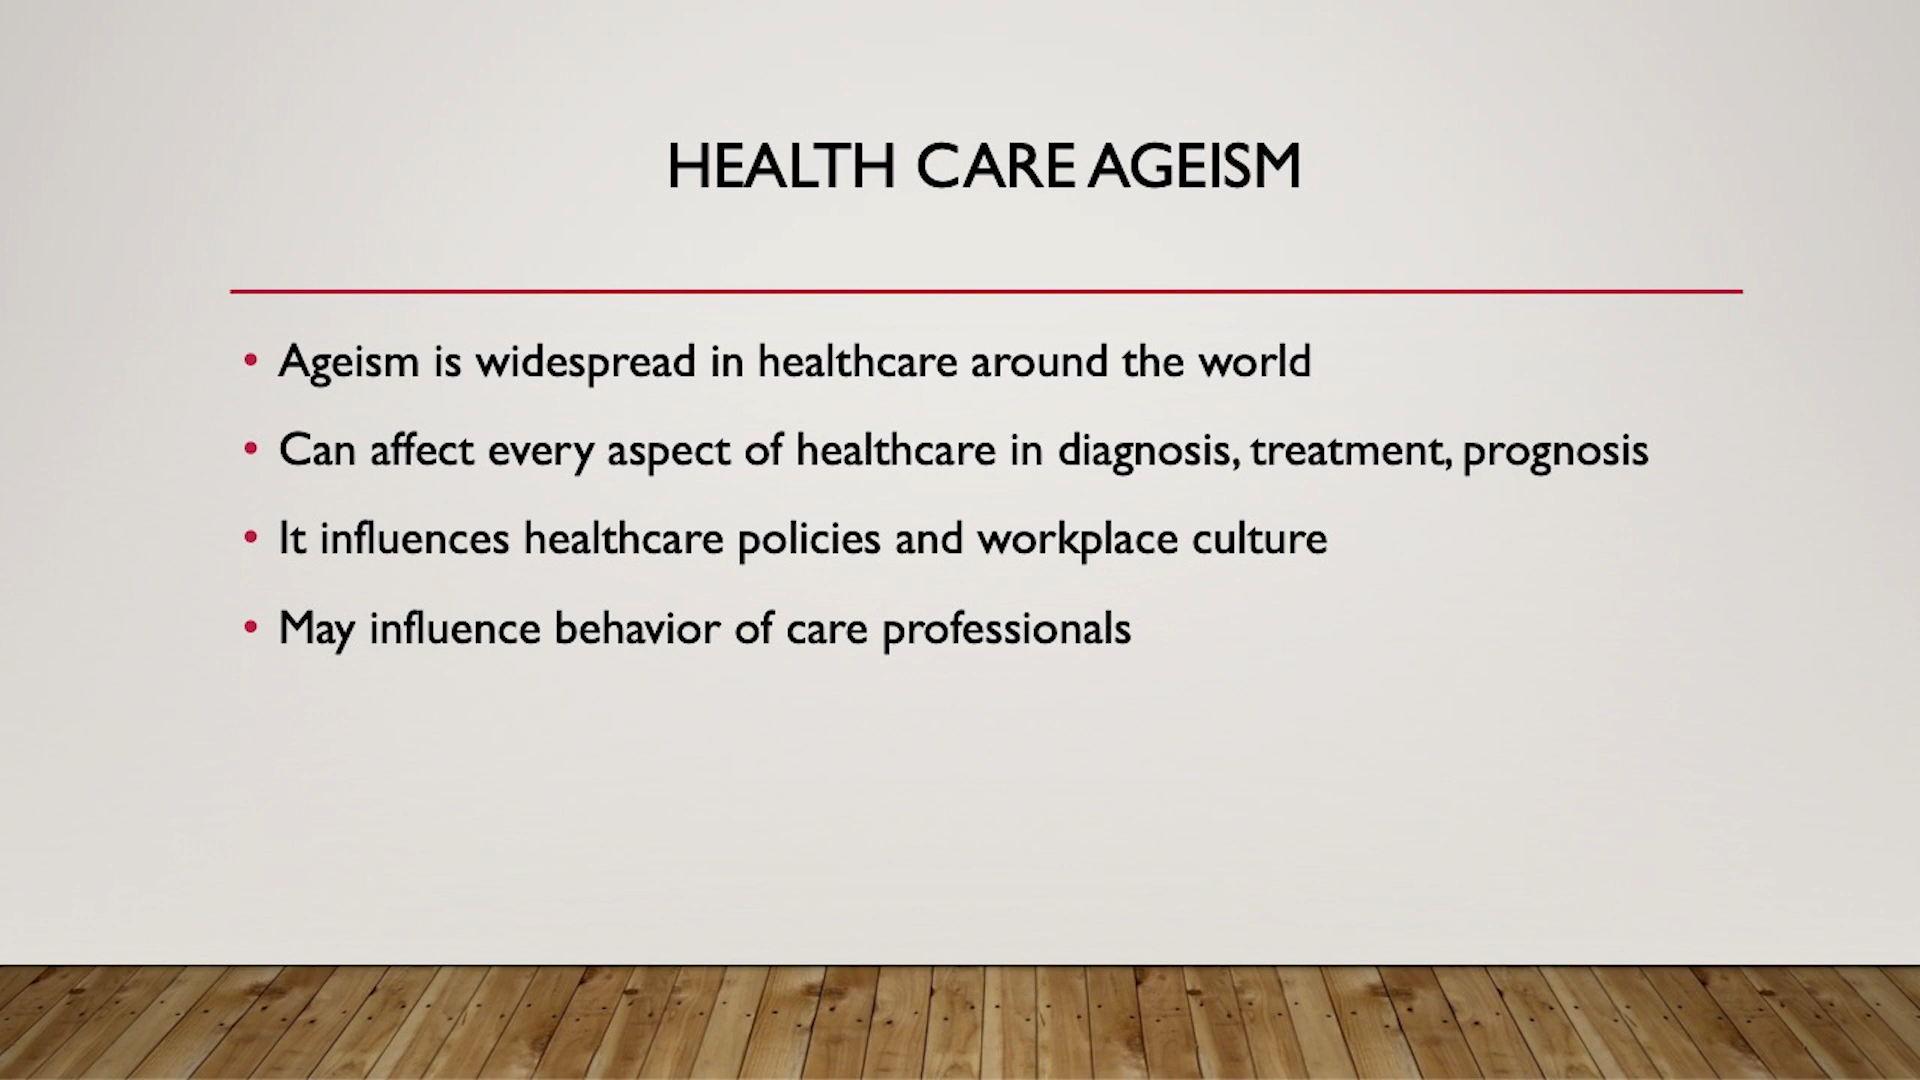 HEALTH CARE AGEISM
• Ageism is widespread in healthcare around the world
• Can affect every aspect of healthcare in diagnosis, treatment, prognosis
• It influences healthcare policies and workplace culture
• May influence behavior of care professionals